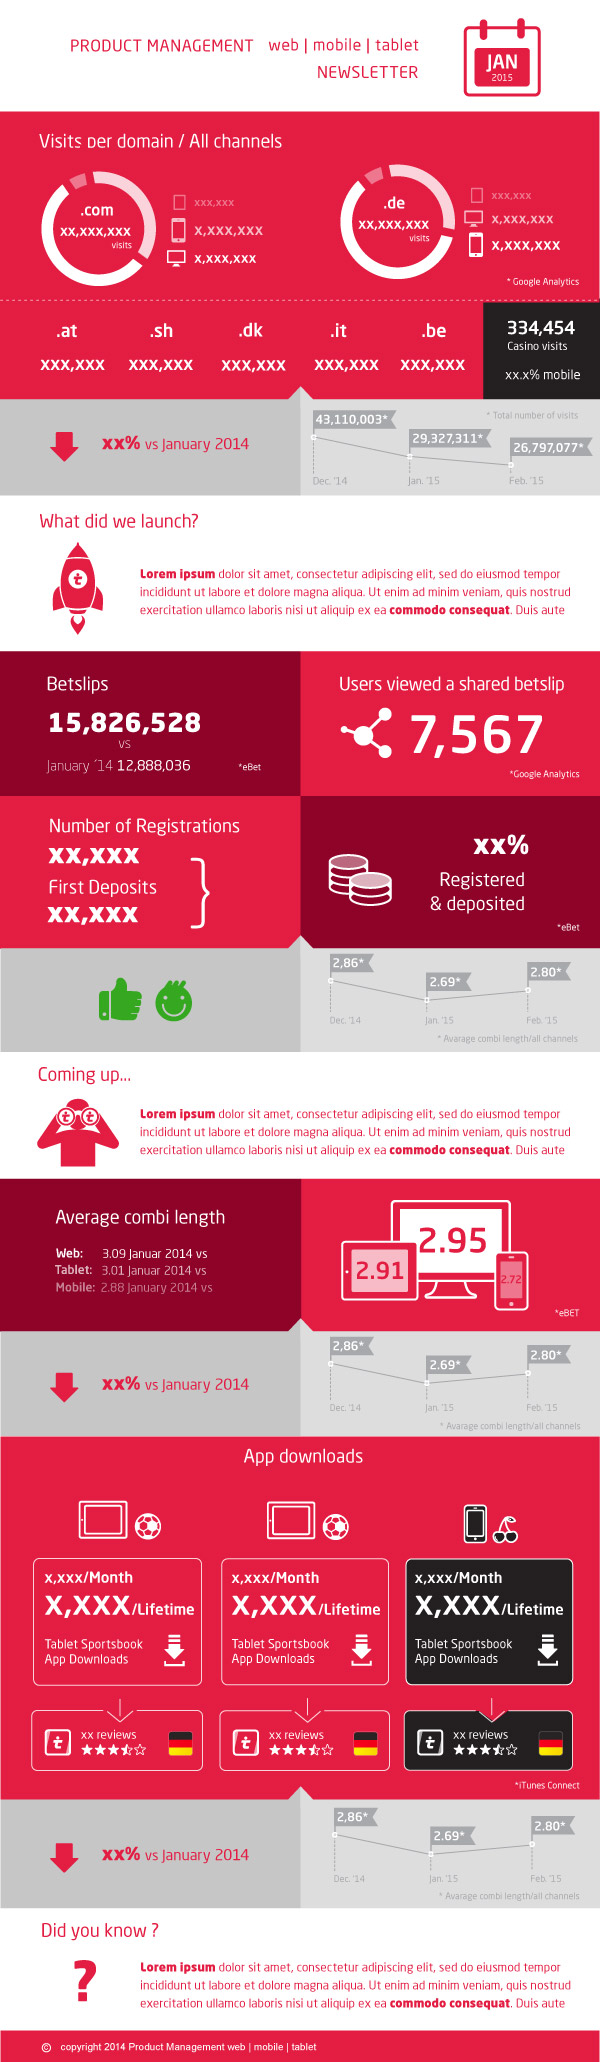 PRODUCT MANAGEMENT web | mobile | tablet
NEWSLETTER
JAN
2015
Visits per domain / All channels
.com
xx,xxx,xxx
visits
xxx,xxx
x,xxx,xxx
x,xxx,xxx
.de
xx,xxx,xxx
visits
xxx,xxx
x,xxx,xxx
x,xxx,xxx
* Google Analytics
.at
xxx,xxx
.sh
xxx,xxx
.dk
xxx,xxx
.it
xxx,xxx
.be
xxx,xxx
334,454
Casino visits
xx.x% mobile
xx% vs January 2014
* Total number of visits
43,110,003*
29,327,311*
26,797,077*
Dec. '14
Jan. '15
Feb. '15
What did we launch?
t
Lorem ipsum dolor sit amet, consectetur adipiscing elit, sed do eiusmod tempor
incididunt ut labore et dolore magna aliqua. Ut enim ad minim veniam, quis nostrud
exercitation ullamco laboris nisi ut aliquip ex ea commodo consequat. Duis aute
Betslips
15,826,528
vs
January '14 12,888,036
*eBet
Users viewed a shared betslip
7,567
*Google Analytics
Number of Registrations
xx,xxx
First Deposits
xx,xxx
xx%
Registered
& deposited
*eBet
2,86*
2.69*
2.80*
Dec. '14
Jan. '15
Feb. '15
* Avarage combi length/all channels
Coming up...
t t
Lorem ipsum dolor sit amet, consectetur adipiscing elit, sed do eiusmod tempor
incididunt ut labore et dolore magna aliqua. Ut enim ad minim veniam, quis nostrud
exercitation ullamco laboris nisi ut aliquip ex ea commodo consequat. Duis aute
Average combi length
Web: 3.09 Januar 2014 vs
Tablet: 3.01 Januar 2014 vs
Mobile: 2.88 January 2014 vs
2.95
2.91
2.72
*eBET
xx% vs January 2014
2,86*
2.69*
2.80*
Dec. '14
Jan. '15
Feb. '15
* Avarage combi length/all channels
App downloads
x,xxx/Month
x,xxx/Lifetime
Tablet Sportsbook
App Downloads
x,xxx/Month
x,xxx/Lifetime
Tablet Sportsbook
App Downloads
x,xxx/Month
x,xxx/Lifetime
Tablet Sportsbook
App Downloads
t
xx reviews
t
xx reviews
t
xx reviews
*iTunes Connect
xx% vs January 2014
2,86*
2.69*
2.80*
Dec. '14
Jan. '15
Feb. '15
* Avarage combi length/all channels
Did you know ?
?
Lorem ipsum dolor sit amet, consectetur adipiscing elit, sed do eiusmod tempor
incididunt ut labore et dolore magna aliqua. Ut enim ad minim veniam, quis nostrud
exercitation ullamco laboris nisi ut aliquip ex ea commodo consequat. Duis aute
© copyright 2014 Product Management web | mobile | tablet